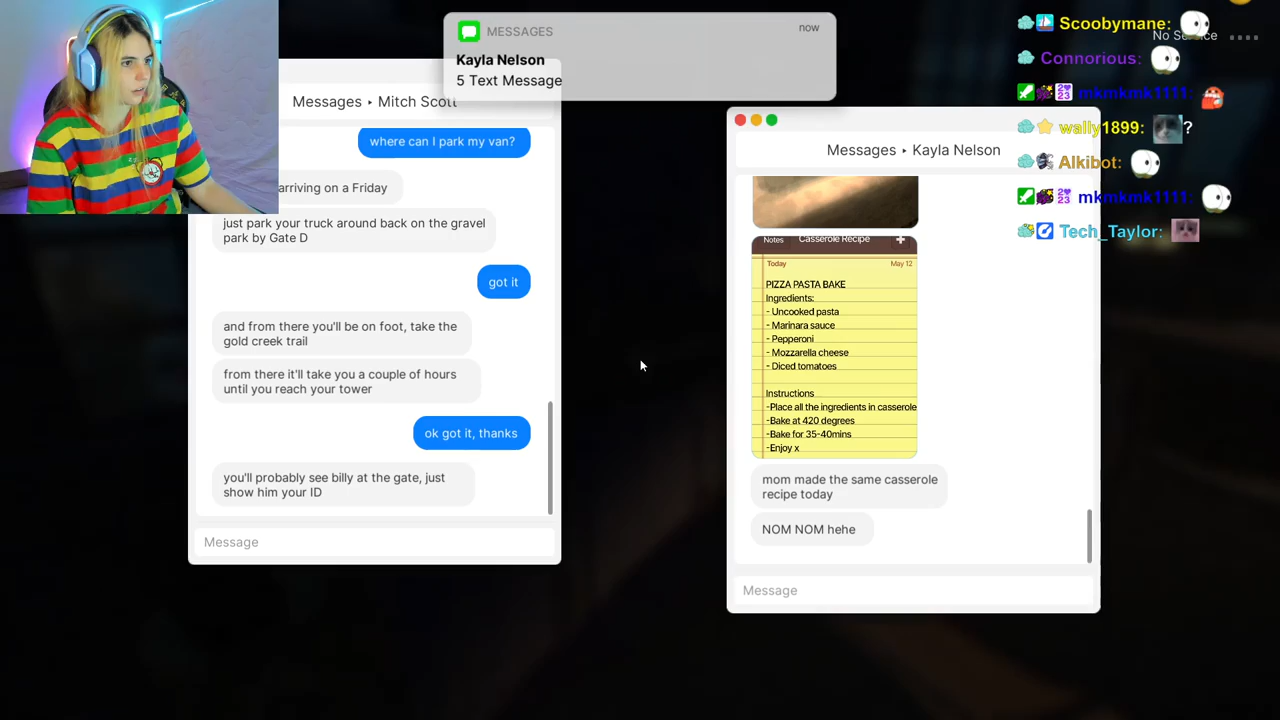 MESSAGES
now
Kayla Nelson
5 Text Message
Messages ▸ Mitch Scott
where can I park my van?
arriving on a Friday
just park your truck around back on the gravel
park by Gate D
got it
and from there you'll be on foot, take the
gold creek trail
from there it'll take you a couple of hours
until you reach your tower
ok got it, thanks
you'll probably see billy at the gate, just
show him your ID
Message
Messages ▸ Kayla Nelson
Notes Casserole Recipe +
Today May 12
PIZZA PASTA BAKE
Ingredients:
- Uncooked pasta
- Marinara sauce
- Pepperoni
- Mozzarella cheese
- Diced tomatoes
Instructions
-Place all the ingredients in casserole
-Bake at 420 degrees
-Bake for 35-40mins
-Enjoy x
mom made the same casserole
recipe today
NOM NOM hehe
Message
Scoobymane:
No Service
Connorious:
mkmkmk1111:
wally1899: ?
Alkibot:
mkmkmk1111:
Tech_Taylor: